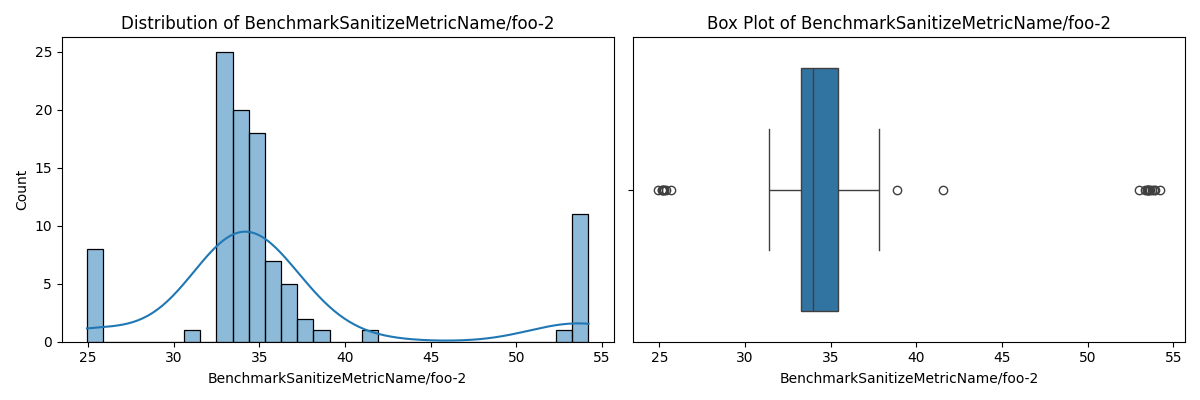 Distribution of BenchmarkSanitizeMetricName/foo-2
Count
25
20
15
10
5
0
25 30 35 40 45 50 55
BenchmarkSanitizeMetricName/foo-2
Box Plot of BenchmarkSanitizeMetricName/foo-2
25 30 35 40 45 50 55
BenchmarkSanitizeMetricName/foo-2